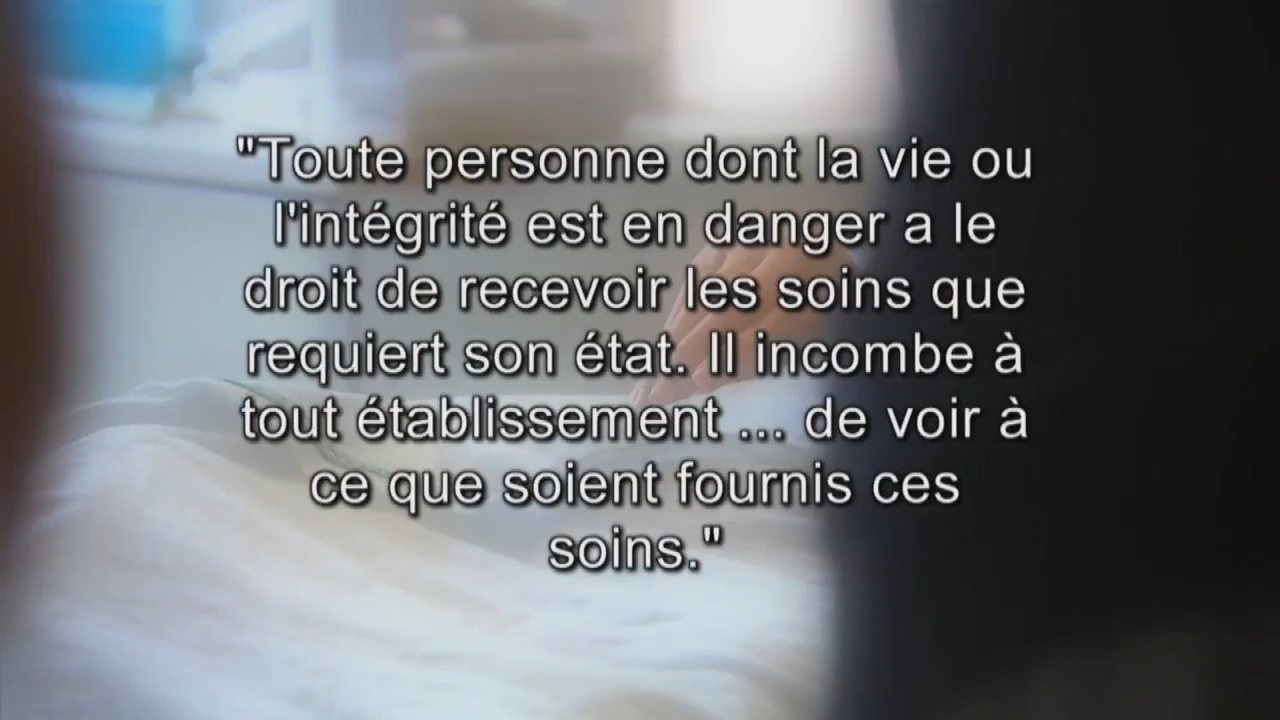 "Toute personne dont la vie ou
l'intégrité est en danger a le
droit de recevoir les soins que
requiert son état. Il incombe à
tout établissement ... de voir à
ce que soient fournis ces
soins."